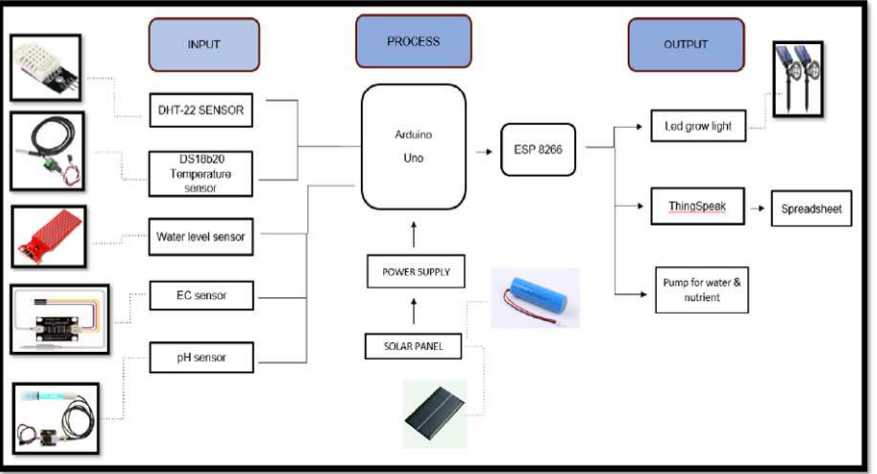 INPUT
PROCESS
OUTPUT
DHT-22 SENSOR
DS18b20
Temperature
sensor
Water level sensor
EC sensor
pH sensor
Arduino
Uno
POWER SUPPLY
SOLAR PANEL
ESP 8266
Led grow light
ThingSpeak
Spreadsheet
Pump for water &
nutrient